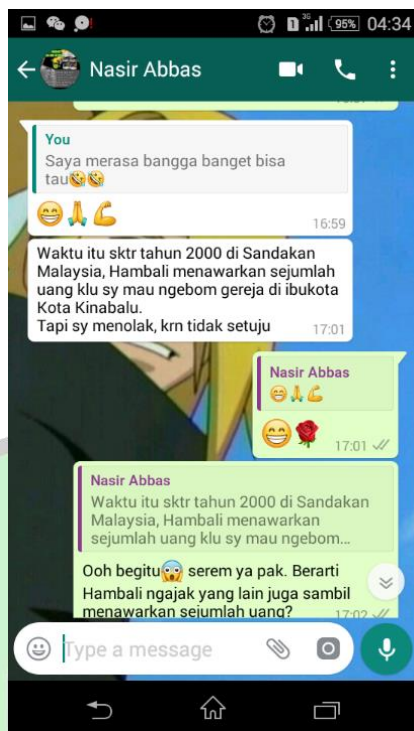 3G
95% 04:34
Nasir Abbas
You
Saya merasa bangga banget bisa
tau🤣🤣
😁🙏💪
16:59
Waktu itu sktr tahun 2000 di Sandakan
Malaysia, Hambali menawarkan sejumlah
uang klu sy mau ngebom gereja di ibukota
Kota Kinabalu.
Tapi sy menolak, krn tidak setuju
17:01
Nasir Abbas
😁🙏💪
😁🌹
17:01
Nasir Abbas
Waktu itu sktr tahun 2000 di Sandakan
Malaysia, Hambali menawarkan
sejumlah uang klu sy mau ngebom...
Ooh begitu😱 serem ya pak. Berarti
Hambali ngajak yang lain juga sambil
menawarkan sejumlah uang?
17:02
Type a message